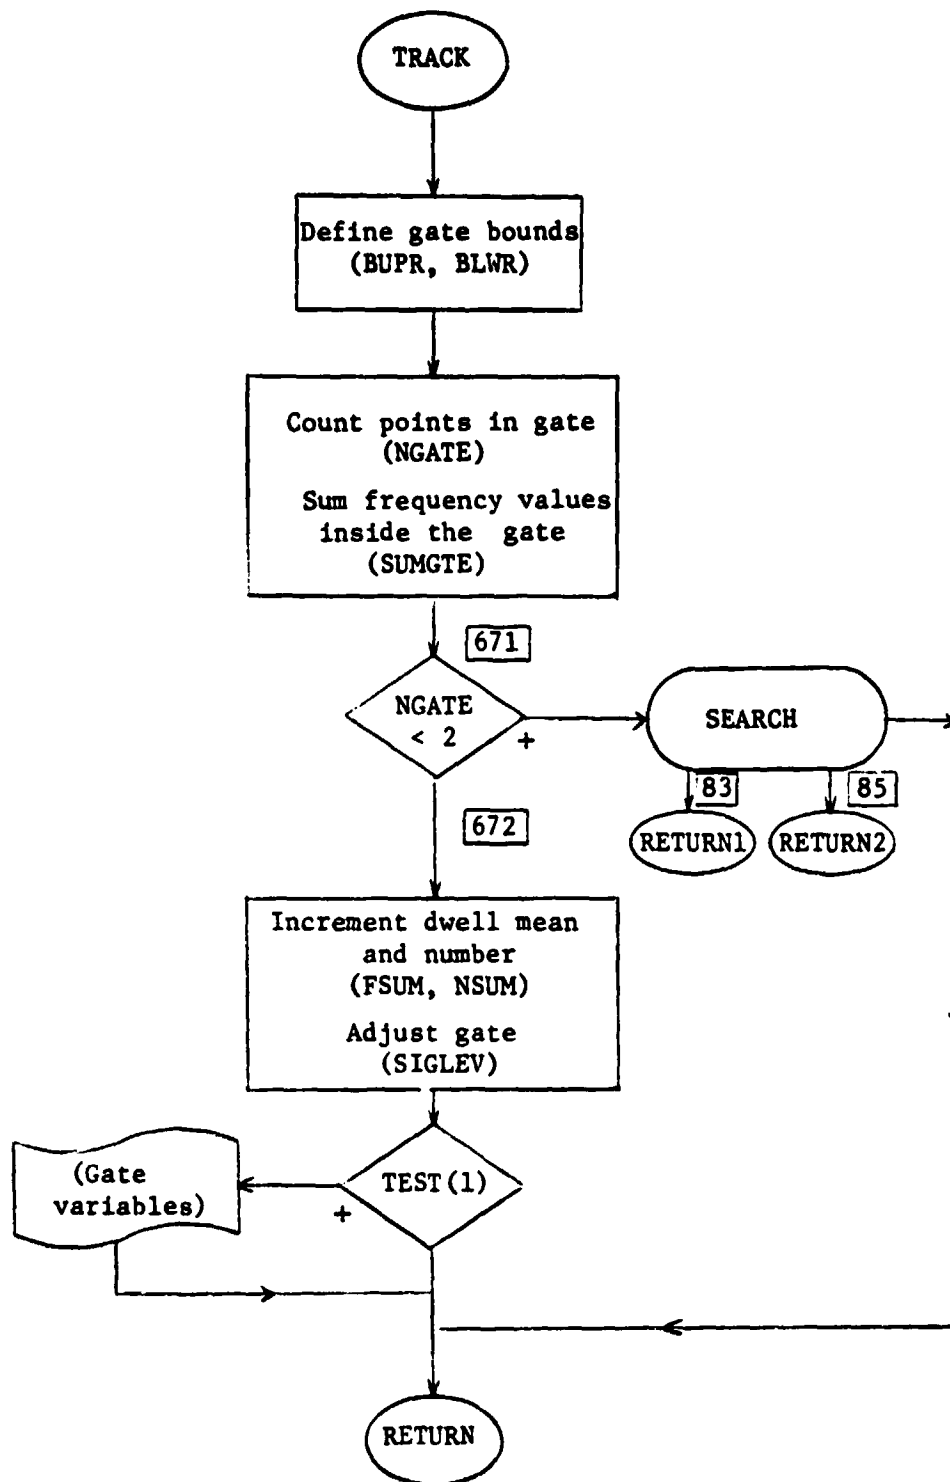 TRACK
Define gate bounds
(BUPR, BLWR)
Count points in gate
(NGATE)
Sum frequency values
inside the gate
(SUMGTE)
671
NGATE
< 2
+
SEARCH
83
85
RETURN1
RETURN2
672
Increment dwell mean
and number
(FSUM, NSUM)
Adjust gate
(SIGLEV)
TEST(1)
+
(Gate
variables)
RETURN